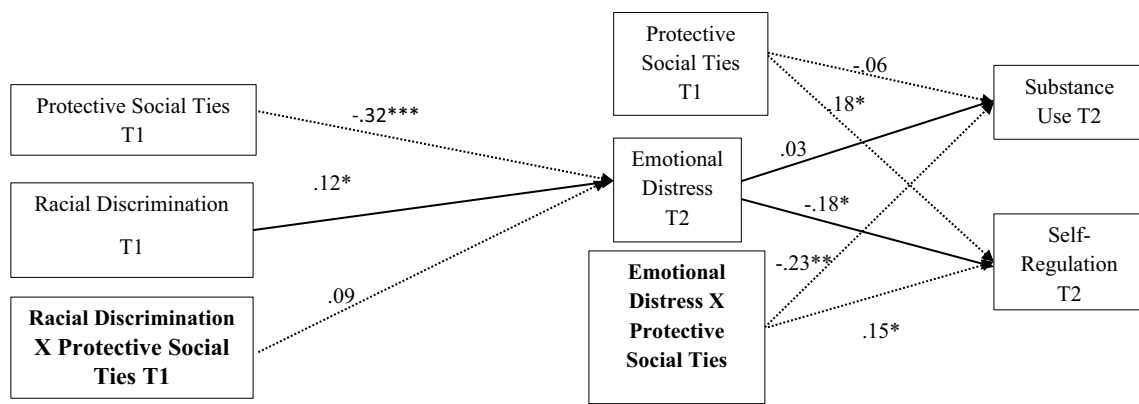 Protective Social Ties
T1
-.32***
Racial Discrimination
T1
.12*
Racial Discrimination
X Protective Social
Ties T1
.09
Protective
Social Ties
T1
Emotional
Distress
T2
Emotional
Distress X
Protective
Social Ties
-.06
.18*
.03
-.18*
-.23**
.15*
Substance
Use T2
Self-
Regulation
T2